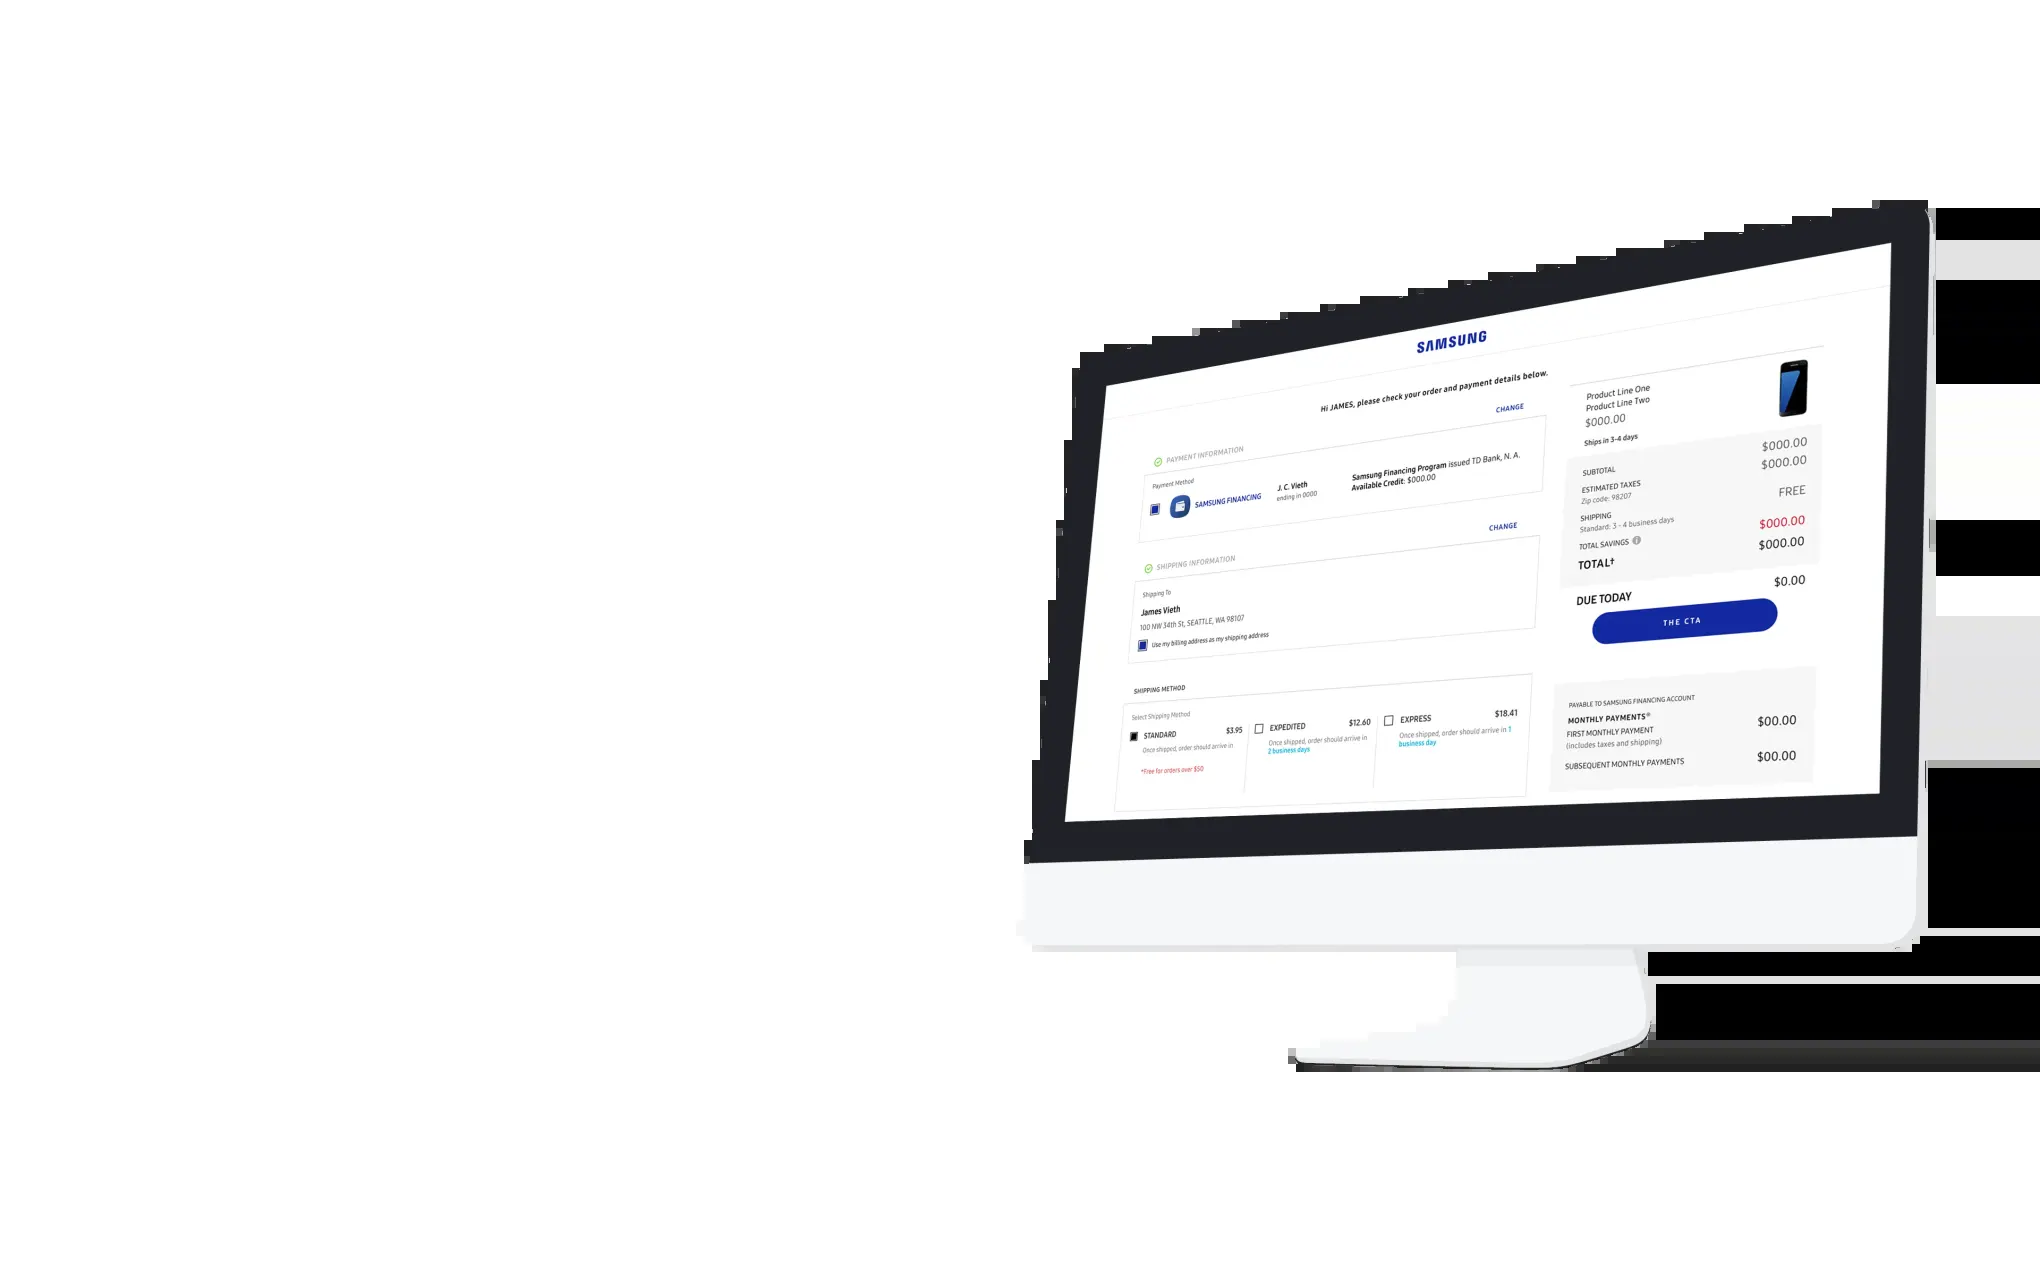 SAMSUNG
Hi JAMES, please check your order and payment details below.
CHANGE
PAYMENT INFORMATION
Payment Method
SAMSUNG FINANCING
J. C. Vieth
ending in 0000
Samsung Financing Program issued TD Bank, N. A.
Available Credit: $000.00
CHANGE
SHIPPING INFORMATION
Shipping To
James Vieth
100 NW 34th St, SEATTLE, WA 98107
Use my billing address as my shipping address
SHIPPING METHOD
Select Shipping Method
STANDARD $3.95
Once shipped, order should arrive in
*Free for orders over $50
EXPEDITED $12.60
Once shipped, order should arrive in
2 business days
EXPRESS $18.41
Once shipped, order should arrive in 1
business day
Product Line One
Product Line Two
$000.00
Ships in 3-4 days
SUBTOTAL $000.00
ESTIMATED TAXES $000.00
Zip code: 98207
SHIPPING FREE
Standard: 3 - 4 business days
TOTAL SAVINGS $000.00
TOTAL† $000.00
DUE TODAY $0.00
THE CTA
PAYABLE TO SAMSUNG FINANCING ACCOUNT
MONTHLY PAYMENTS®
FIRST MONTHLY PAYMENT $00.00
(includes taxes and shipping)
SUBSEQUENT MONTHLY PAYMENTS $00.00